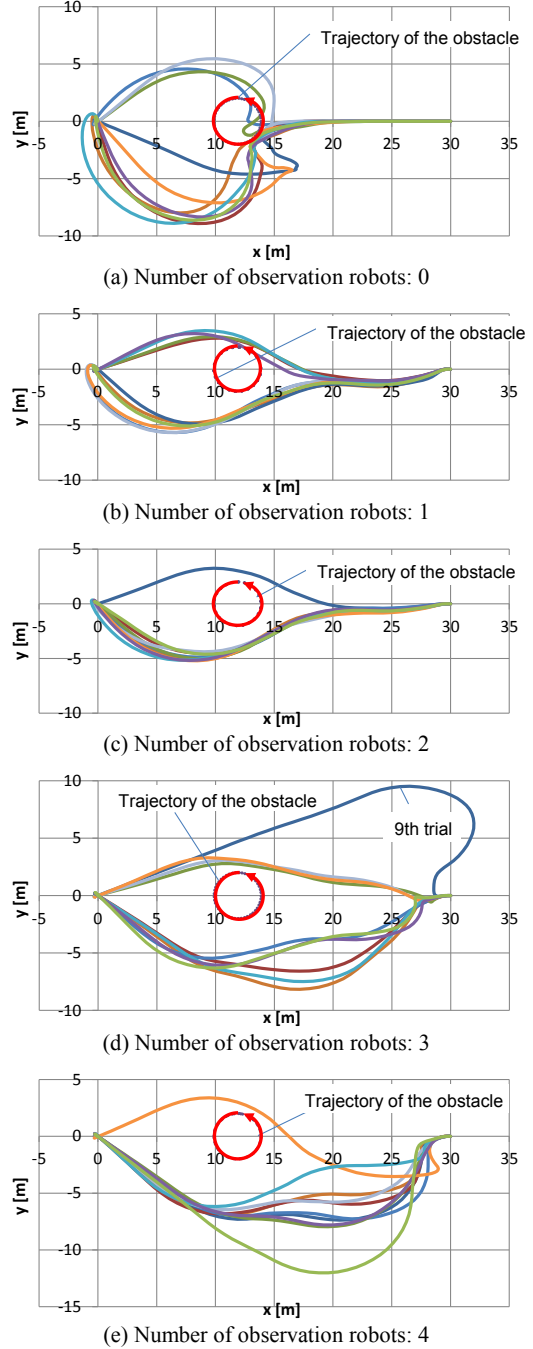 10
Trajectory of the obstacle
5
y [m]
0
-5 0 5 10 15 20 25 30 35
-5
-10
x [m]
(a) Number of observation robots: 0
5
Trajectory of the obstacle
y [m]
0
-5 0 5 10 15 20 25 30 35
-5
-10
x [m]
(b) Number of observation robots: 1
5
Trajectory of the obstacle
y [m]
0
-5 0 5 10 15 20 25 30 35
-5
-10
x [m]
(c) Number of observation robots: 2
10
Trajectory of the obstacle
9th trial
5
y [m]
0
-5 0 5 10 15 20 25 30 35
-5
-10
x [m]
(d) Number of observation robots: 3
5
Trajectory of the obstacle
y [m]
0
-5 0 5 10 15 20 25 30 35
-5
-10
-15
x [m]
(e) Number of observation robots: 4